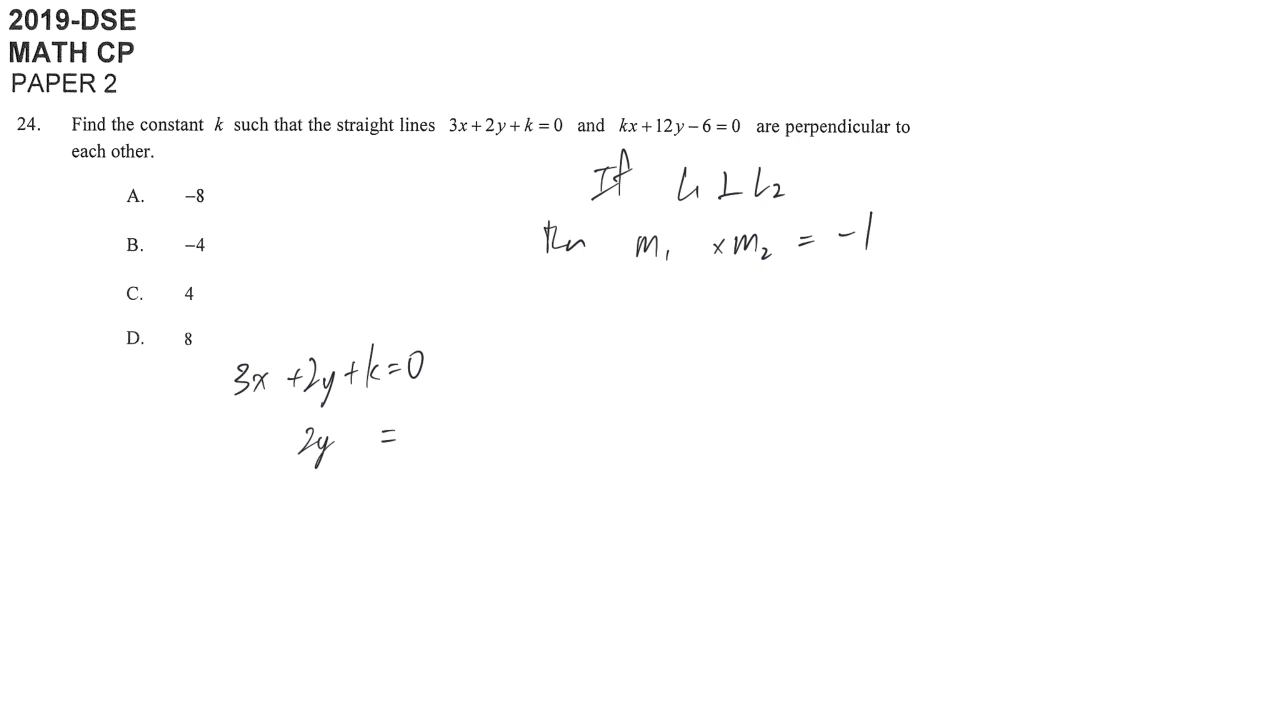 2019-DSE
MATH CP
PAPER 2
24. Find the constant k such that the straight lines 3x+2y+k=0 and kx+12y−6=0 are perpendicular to
each other.
A. −8
B. −4
C. 4
D. 8
If L1 ⊥ L2
then m1 × m2 = −1
3x +2y+k=0
2y =